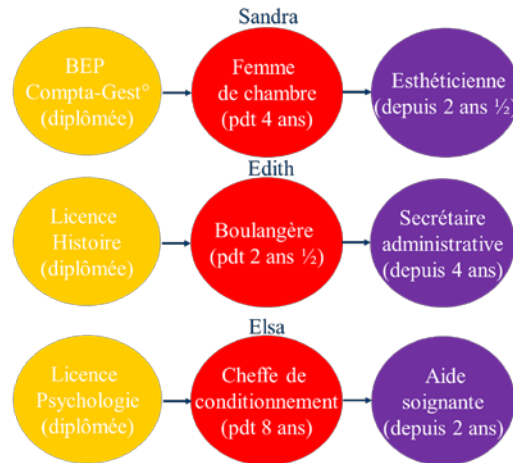 Sandra
BEP
Compta-Gest°
(diplômée)
Femme
de chambre
(pdt 4 ans)
Esthéticienne
(depuis 2 ans ½)
Edith
Licence
Histoire
(diplômée)
Boulangère
(pdt 2 ans ½)
Secrétaire
administrative
(depuis 4 ans)
Elsa
Licence
Psychologie
(diplômée)
Cheffe de
conditionnement
(pdt 8 ans)
Aide
soignante
(depuis 2 ans)